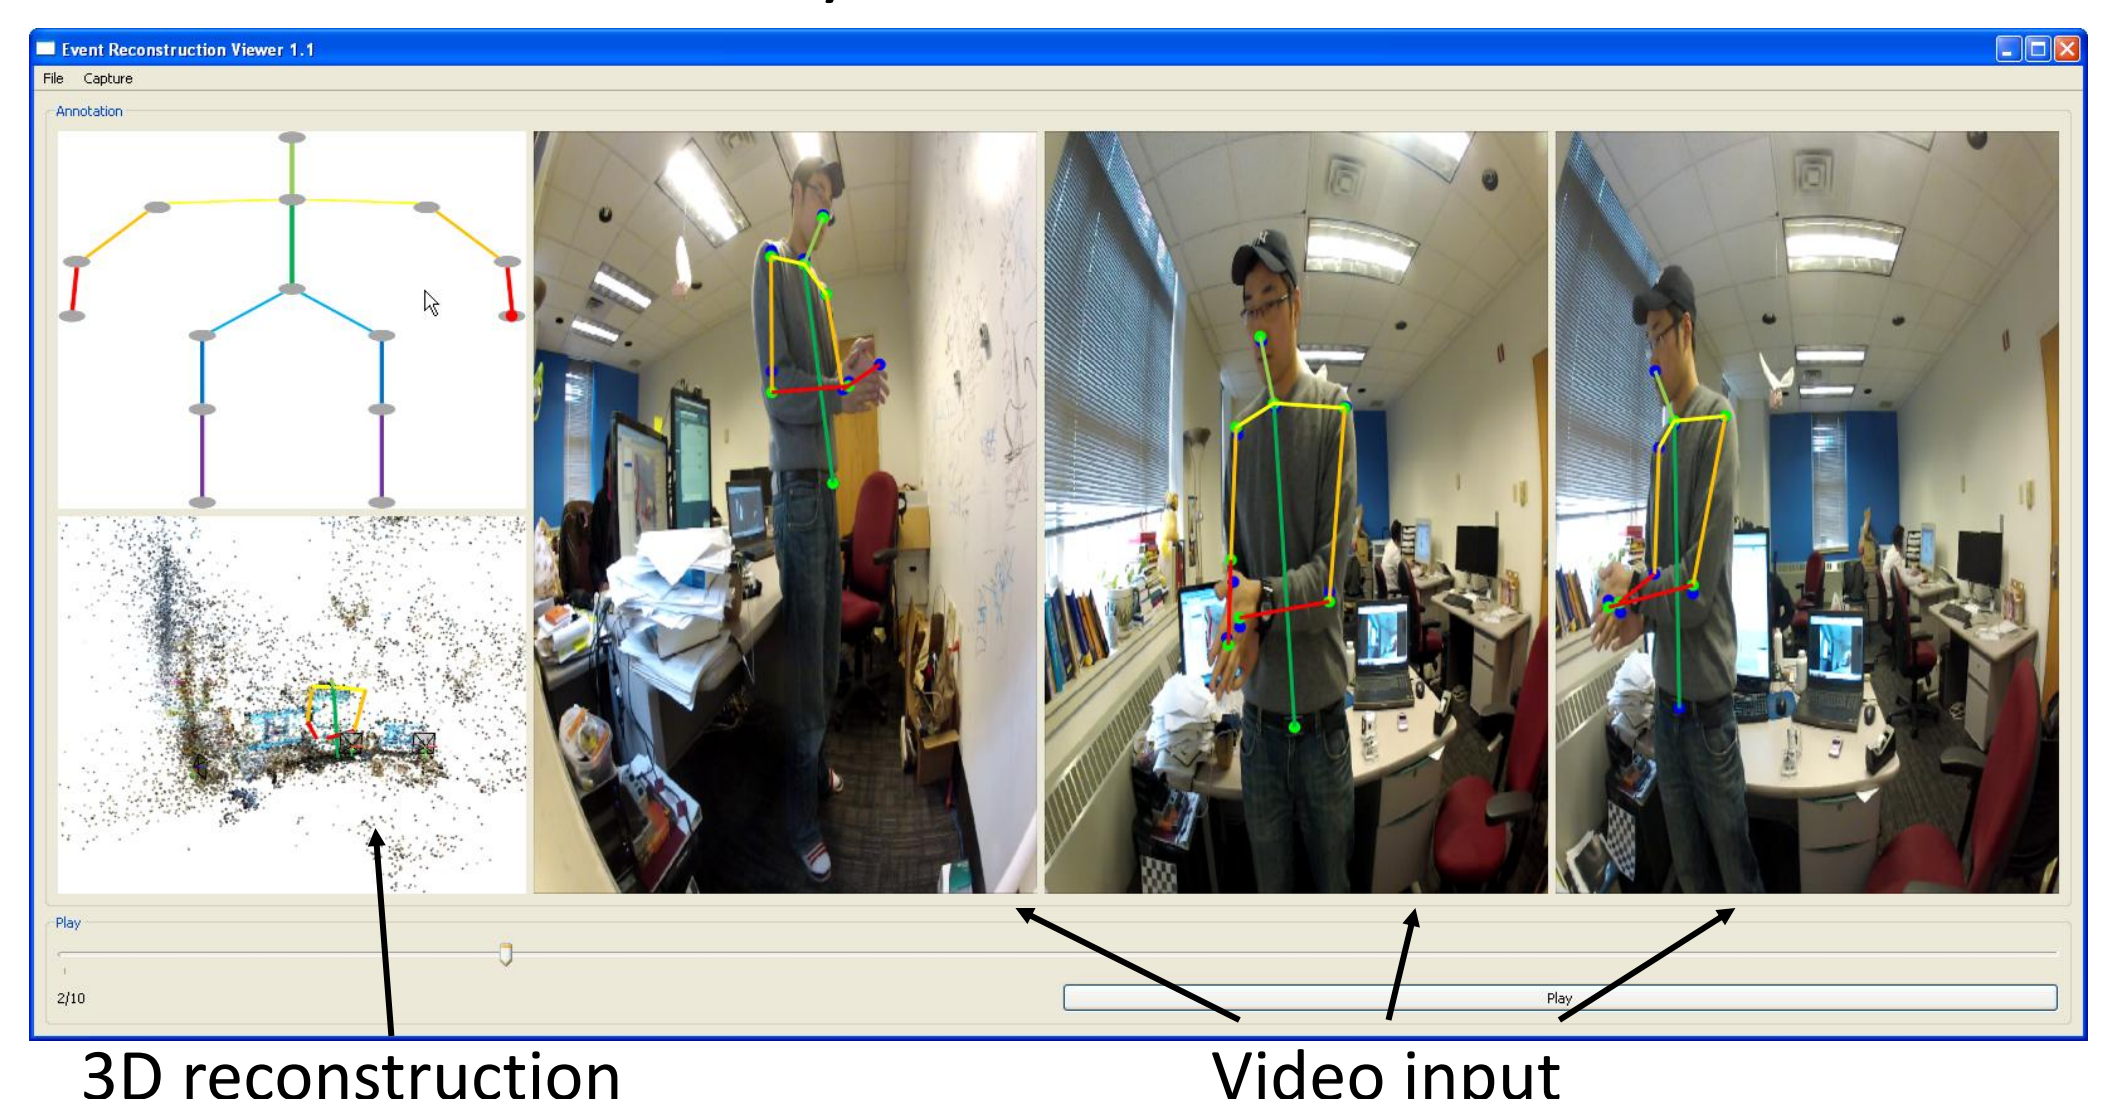 Event Reconstruction Viewer 1.1
File Capture
Annotation
Play
2/10
Play
3D reconstruction
Video input